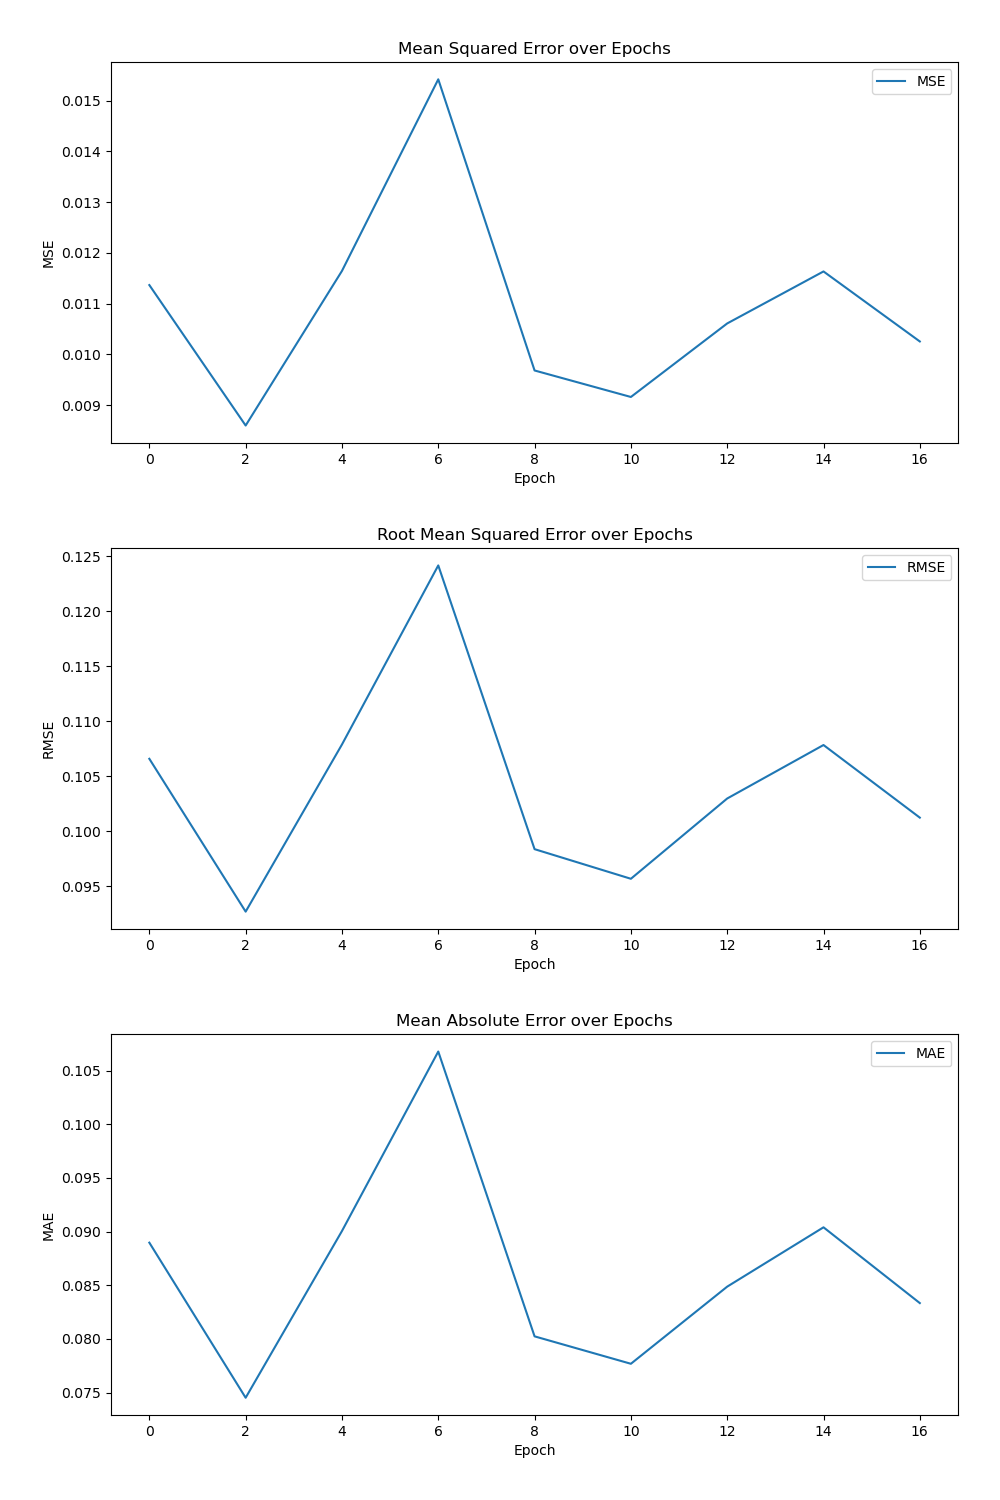 Mean Squared Error over Epochs
MSE
0.015
0.014
0.013
0.012
0.011
0.010
0.009
MSE
0 2 4 6 8 10 12 14 16
Epoch
Root Mean Squared Error over Epochs
RMSE
0.125
0.120
0.115
0.110
0.105
0.100
0.095
RMSE
0 2 4 6 8 10 12 14 16
Epoch
Mean Absolute Error over Epochs
MAE
0.105
0.100
0.095
0.090
0.085
0.080
0.075
MAE
0 2 4 6 8 10 12 14 16
Epoch